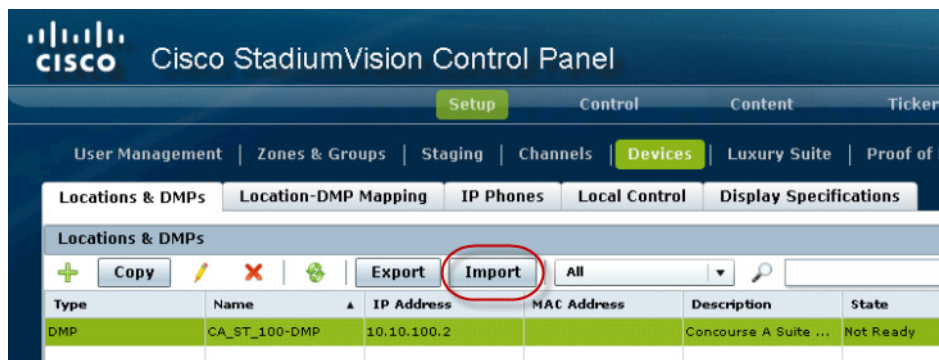 CISCO Cisco StadiumVision Control Panel
Setup Control Content Ticker
User Management | Zones & Groups | Staging | Channels | Devices | Luxury Suite | Proof of
Locations & DMPs Location-DMP Mapping IP Phones Local Control Display Specifications
Locations & DMPs
Copy Export Import All
Type Name IP Address MAC Address Description State
DMP CA_ST_100-DMP 10.10.100.2 Concourse A Suite ... Not Ready